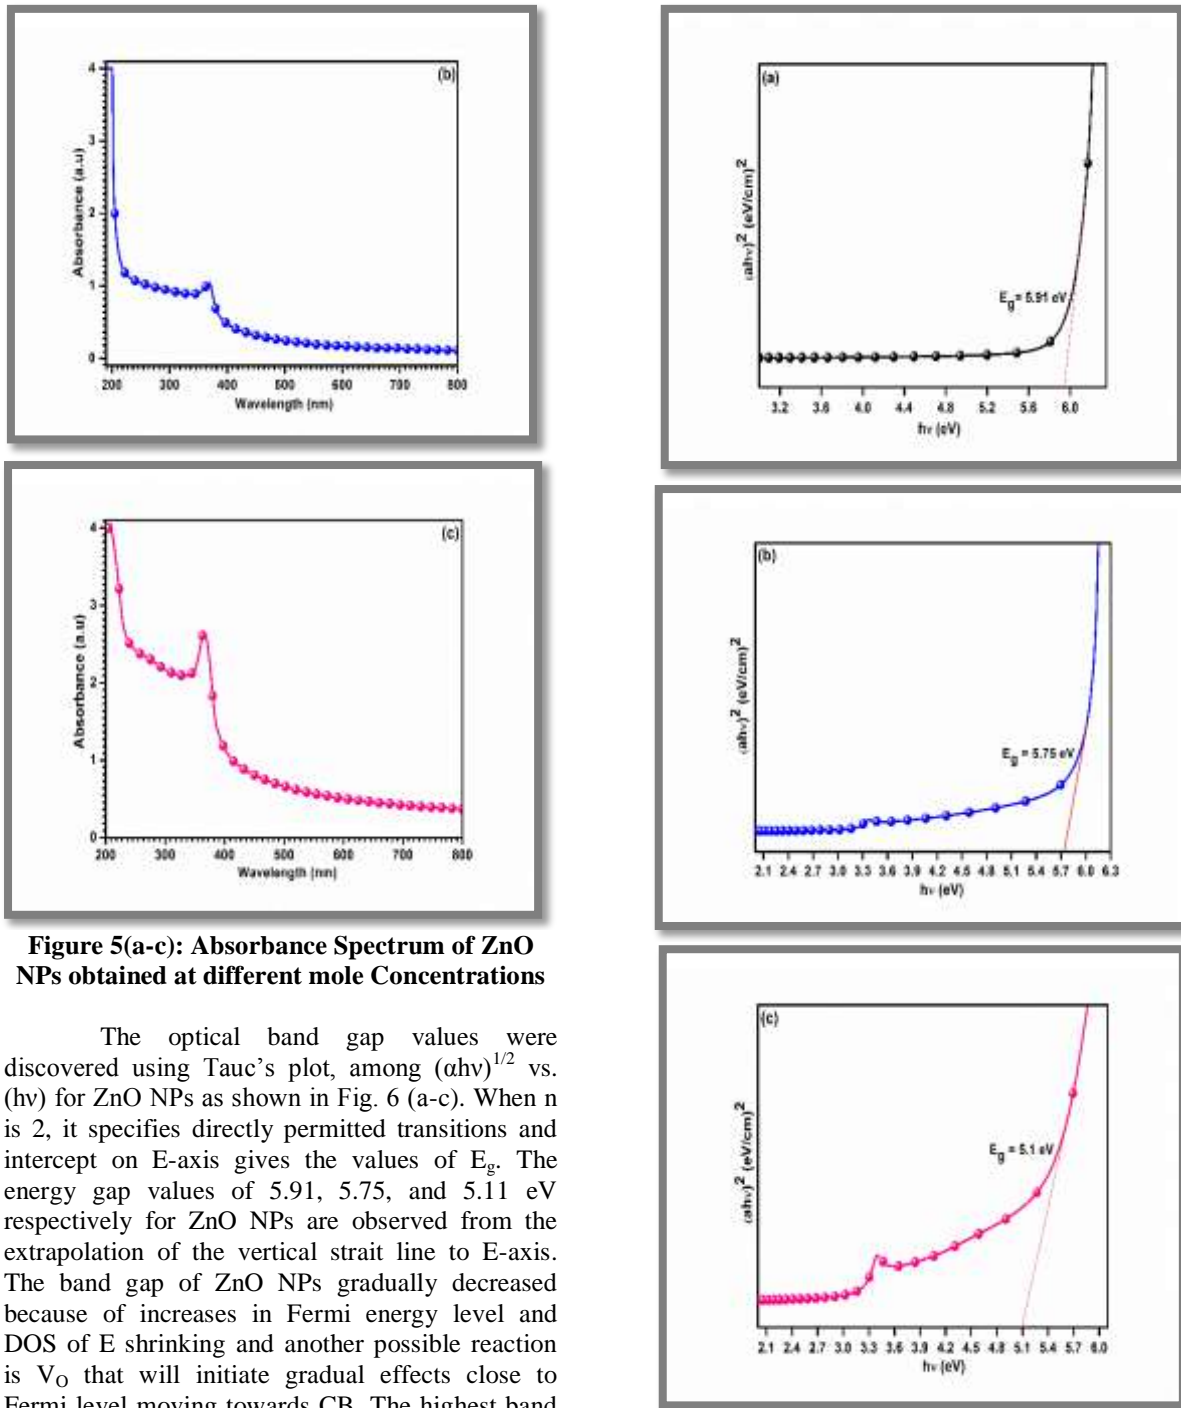 (b)
4
3
2
1
0
Absorbance (a.u)
200 300 400 500 600 700 800
Wavelength (nm)
(c)
4
3
2
1
0
Absorbance (a.u)
200 300 400 500 600 700 800
Wavelength (nm)
Figure 5(a-c): Absorbance Spectrum of ZnO
NPs obtained at different mole Concentrations
The optical band gap values were
discovered using Tauc's plot, among (αhν)^1/2 vs.
(hν) for ZnO NPs as shown in Fig. 6 (a-c). When n
is 2, it specifies directly permitted transitions and
intercept on E-axis gives the values of Eg. The
energy gap values of 5.91, 5.75, and 5.11 eV
respectively for ZnO NPs are observed from the
extrapolation of the vertical strait line to E-axis.
The band gap of ZnO NPs gradually decreased
because of increases in Fermi energy level and
DOS of E shrinking and another possible reaction
is VO that will initiate gradual effects close to
Fermi level moving towards CB. The highest band
(a)
(ahν)^2 (eV/cm)^2
Eg = 5.91 eV
3.2 3.6 4.0 4.4 4.8 5.2 5.6 6.0
hν (eV)
(b)
(ahν)^2 (eV/cm)^2
Eg = 5.75 eV
2.1 2.4 2.7 3.0 3.3 3.6 3.9 4.2 4.5 4.8 5.1 5.4 5.7 6.0 6.3
hν (eV)
(c)
(ahν)^2 (eV/cm)^2
Eg = 5.1 eV
2.1 2.4 2.7 3.0 3.3 3.6 3.9 4.2 4.5 4.8 5.1 5.4 5.7 6.0
hν (eV)